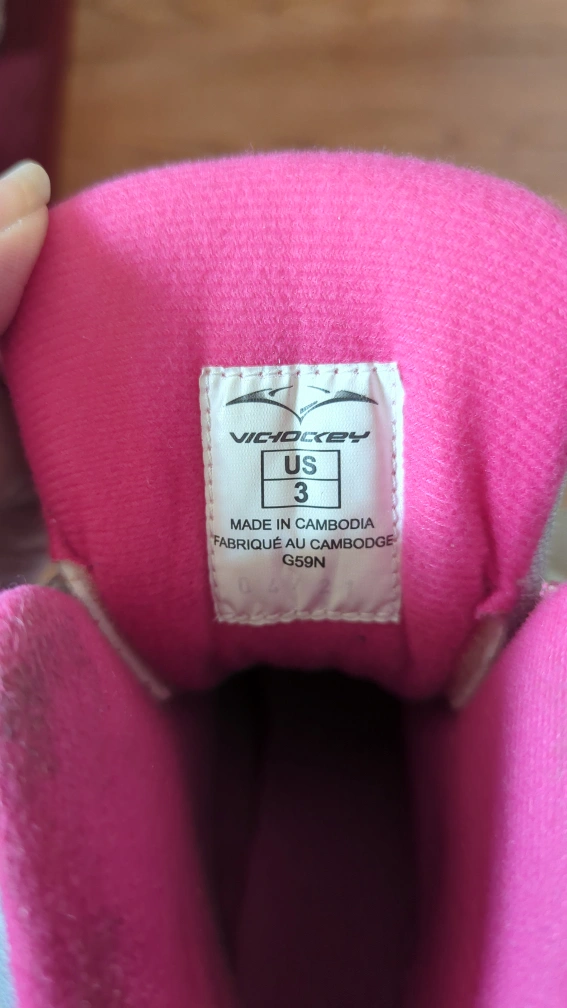 VICHOCKEY
US
3
MADE IN CAMBODIA
FABRIQUÉ AU CAMBODGE
G59N